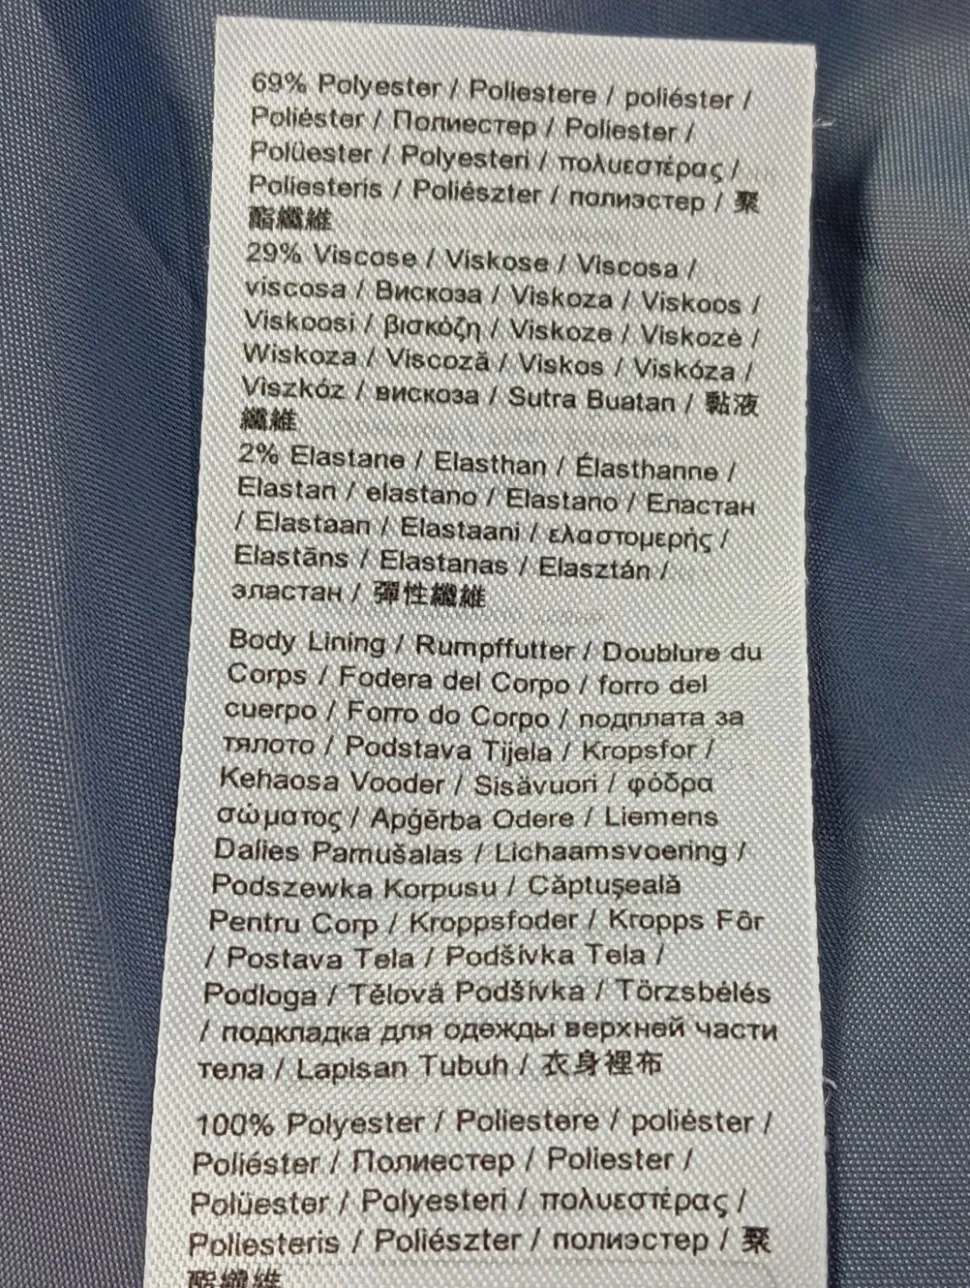 69% Polyester / Poliestere / poliéster /
Poliéster / Полиестер / Poliester /
Polüester / Polyesteri / πολυεστέρας /
Poliesteris / Poliészter / полиэстер / 聚
酯纖維
29% Viscose / Viskose / Viscosa /
viscosa / Вискоза / Viskoza / Viskoos /
Viskoosi / βισκόζη / Viskoze / Viskozė /
Wiskoza / Viscoză / Viskos / Viskóza /
Viszkóz / вискоза / Sutra Buatan / 黏液
纖維
2% Elastane / Elasthan / Élasthanne /
Elastan / elastano / Elastano / Еластан
/ Elastaan / Elastaani / ελαστομερής /
Elastāns / Elastanas / Elasztán /
эластан / 彈性纖維
Body Lining / Rumpffutter / Doublure du
Corps / Fodera del Corpo / forro del
cuerpo / Forro do Corpo / подплата за
тялото / Podstava Tijela / Kropsfor /
Kehaosa Vooder / Sisävuori / φόδρα
σώματος / Apģērba Odere / Liemens
Dalies Pamušalas / Lichaamsvoering /
Podszewka Korpusu / Căptuşeală
Pentru Corp / Kroppsfoder / Kropps Fôr
/ Postava Tela / Podšívka Tela /
Podloga / Tělová Podšívka / Törzsbélés
/ подкладка для одежды верхней части
тела / Lapisan Tubuh / 衣身裡布
100% Polyester / Poliestere / poliéster /
Poliéster / Полиестер / Poliester /
Polüester / Polyesteri / πολυεστέρας /
Poliesteris / Poliészter / полиэстер / 聚
酯纖維